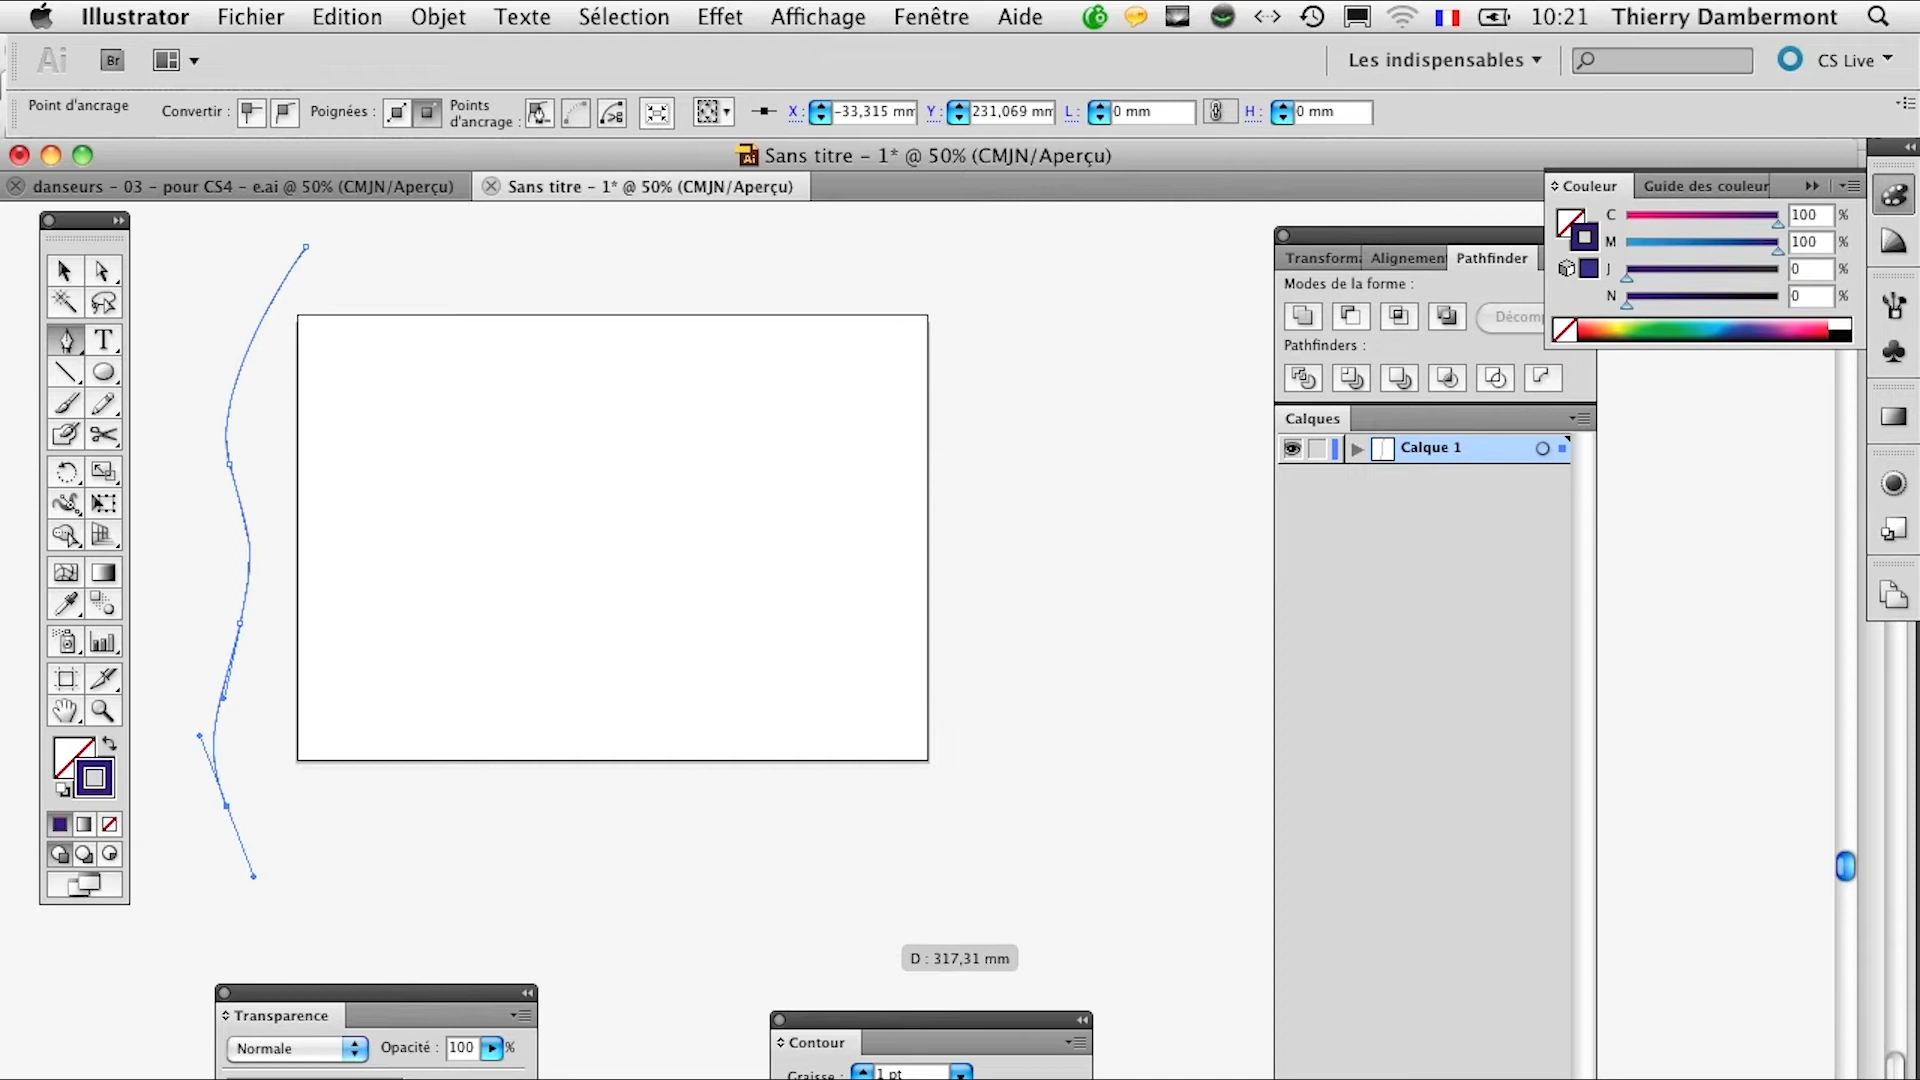 Illustrator Fichier Edition Objet Texte Sélection Effet Affichage Fenêtre Aide 10:21 Thierry Dambermont
Ai Br Les indispensables CS Live
Point d'ancrage Convertir : Poignées : Points d'ancrage : X : -33,315 mm Y : 231,069 mm L : 0 mm H : 0 mm
Sans titre - 1* @ 50% (CMJN/Aperçu)
danseurs - 03 - pour CS4 - e.ai @ 50% (CMJN/Aperçu) Sans titre - 1* @ 50% (CMJN/Aperçu)
Couleur Guide des couleur
C 100 %
M 100 %
J 0 %
N 0 %
Transforma Alignement Pathfinder
Modes de la forme :
Décomp
Pathfinders :
Calques
Calque 1
T
D : 317,31 mm
Transparence
Normale Opacité : 100 %
Contour
Graisse : 1 pt